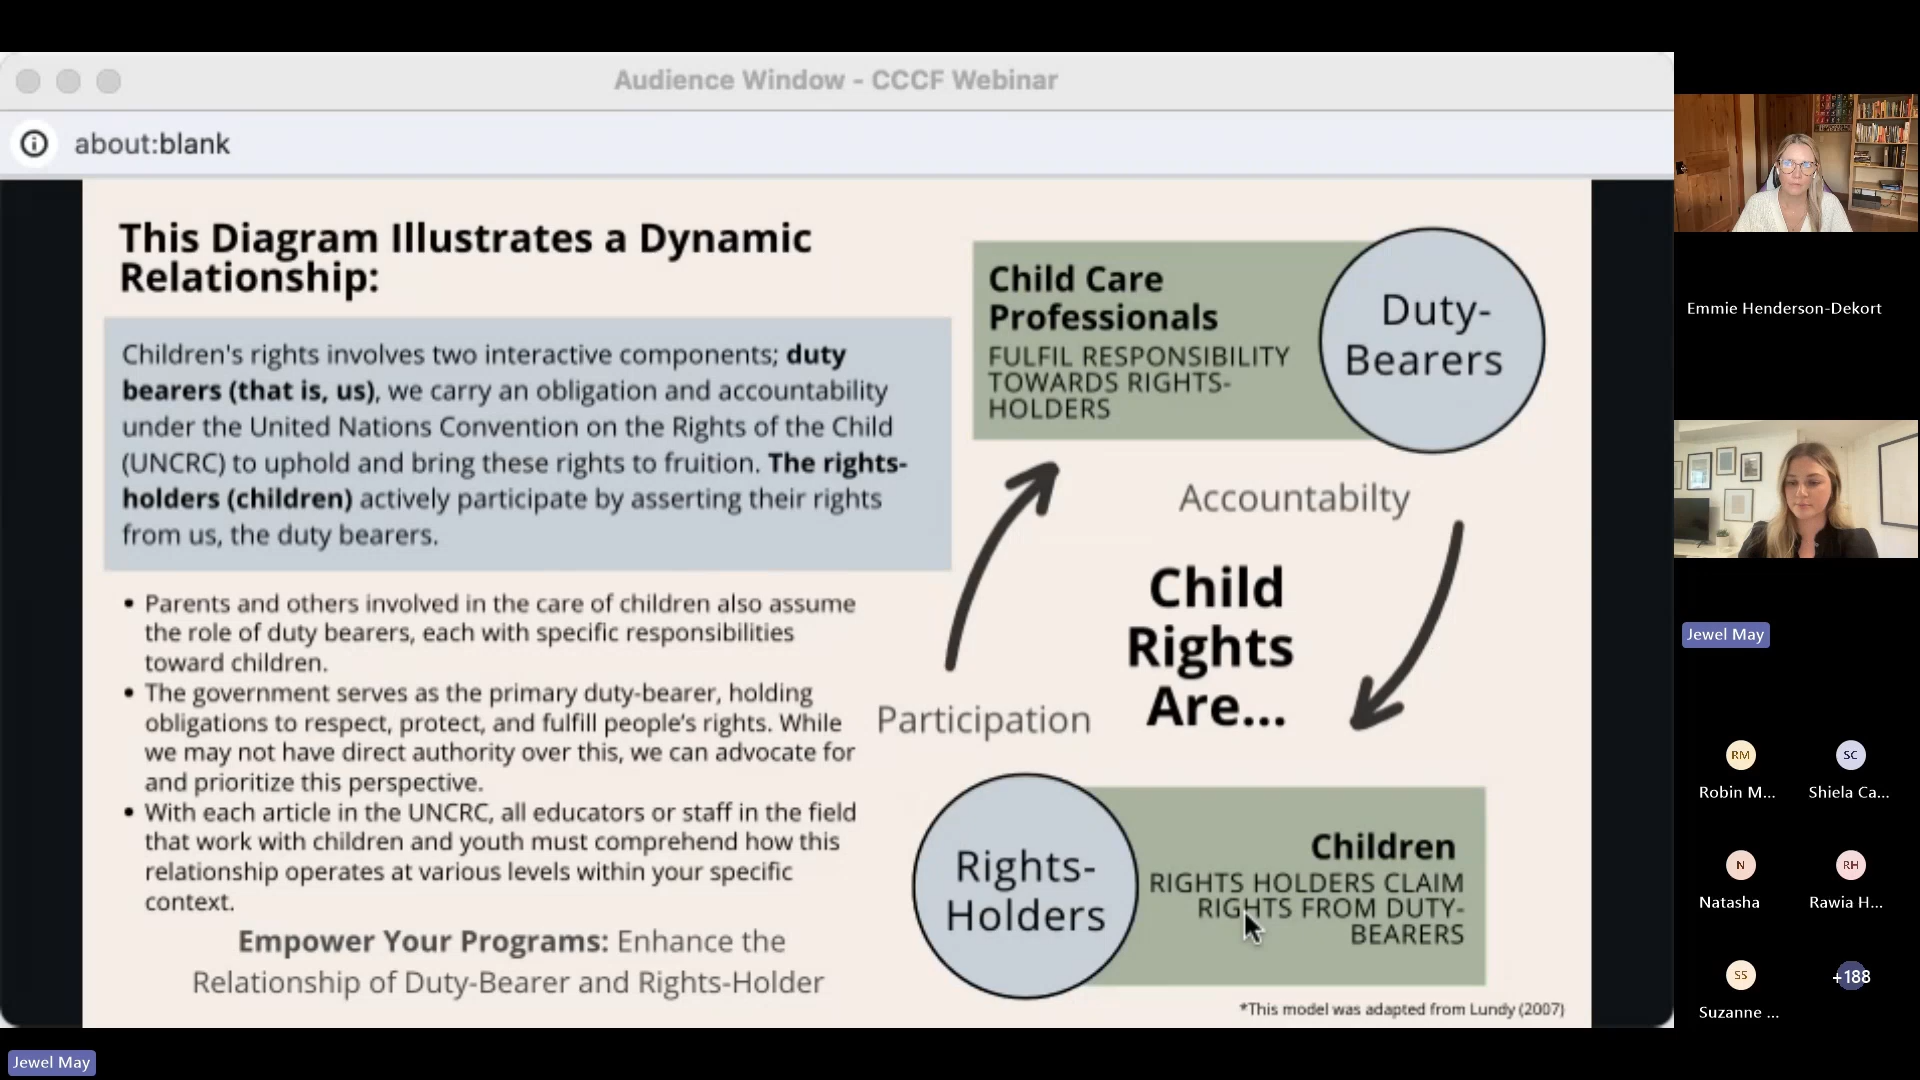 Audience Window - CCCF Webinar
about:blank
This Diagram Illustrates a Dynamic
Relationship:
Children's rights involves two interactive components; duty
bearers (that is, us), we carry an obligation and accountability
under the United Nations Convention on the Rights of the Child
(UNCRC) to uphold and bring these rights to fruition. The rights-
holders (children) actively participate by asserting their rights
from us, the duty bearers.
• Parents and others involved in the care of children also assume
the role of duty bearers, each with specific responsibilities
toward children.
• The government serves as the primary duty-bearer, holding
obligations to respect, protect, and fulfill people's rights. While
we may not have direct authority over this, we can advocate for
and prioritize this perspective.
• With each article in the UNCRC, all educators or staff in the field
that work with children and youth must comprehend how this
relationship operates at various levels within your specific
context.
Empower Your Programs: Enhance the
Relationship of Duty-Bearer and Rights-Holder
Child Care
Professionals
FULFIL RESPONSIBILITY
TOWARDS RIGHTS-
HOLDERS
Duty-
Bearers
Accountabilty
Child
Rights
Are...
Participation
Rights-
Holders
Children
RIGHTS HOLDERS CLAIM
RIGHTS FROM DUTY-
BEARERS
*This model was adapted from Lundy (2007)
Emmie Henderson-Dekort
Jewel May
RM
Robin M...
SC
Shiela Ca...
N
Natasha
RH
Rawia H...
SS
Suzanne ...
+188
Jewel May